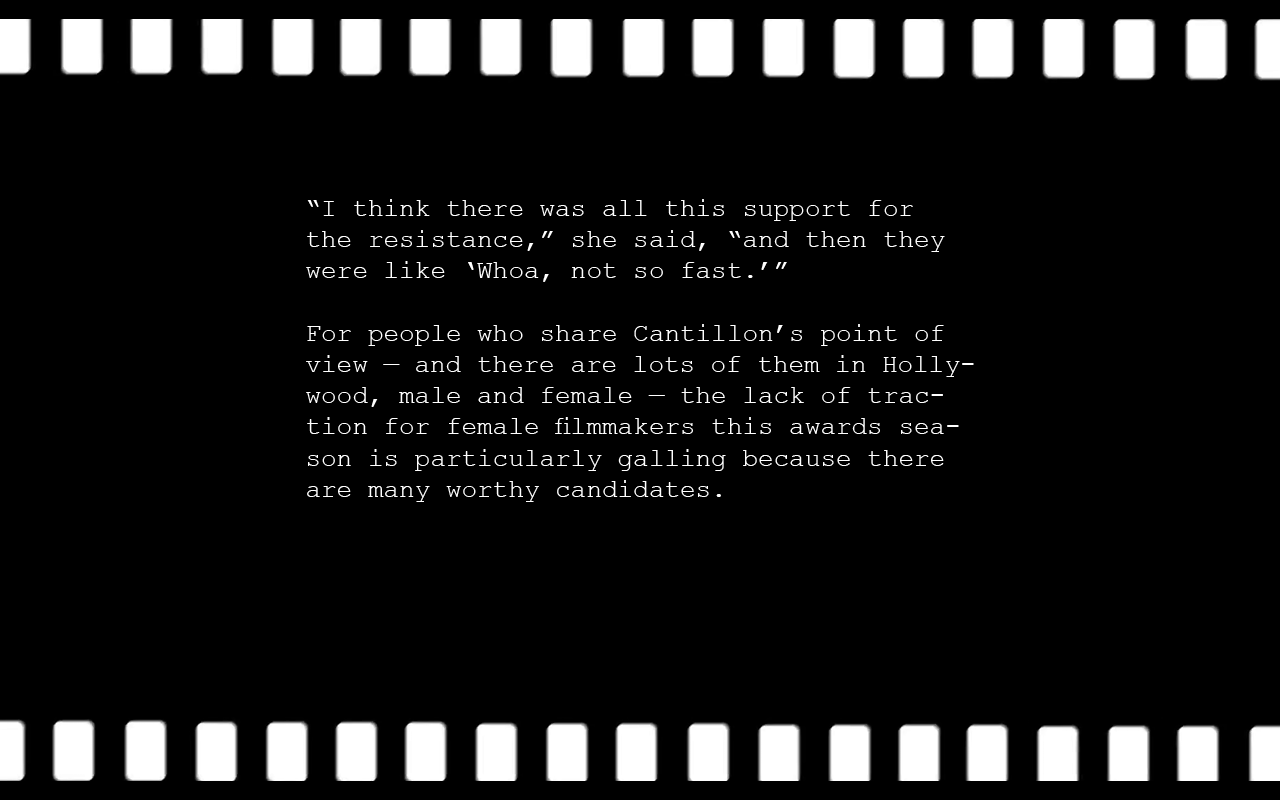 “I think there was all this support for
the resistance,” she said, “and then they
were like ‘Whoa, not so fast.’”
For people who share Cantillon’s point of
view — and there are lots of them in Holly-
wood, male and female — the lack of trac-
tion for female filmmakers this awards sea-
son is particularly galling because there
are many worthy candidates.